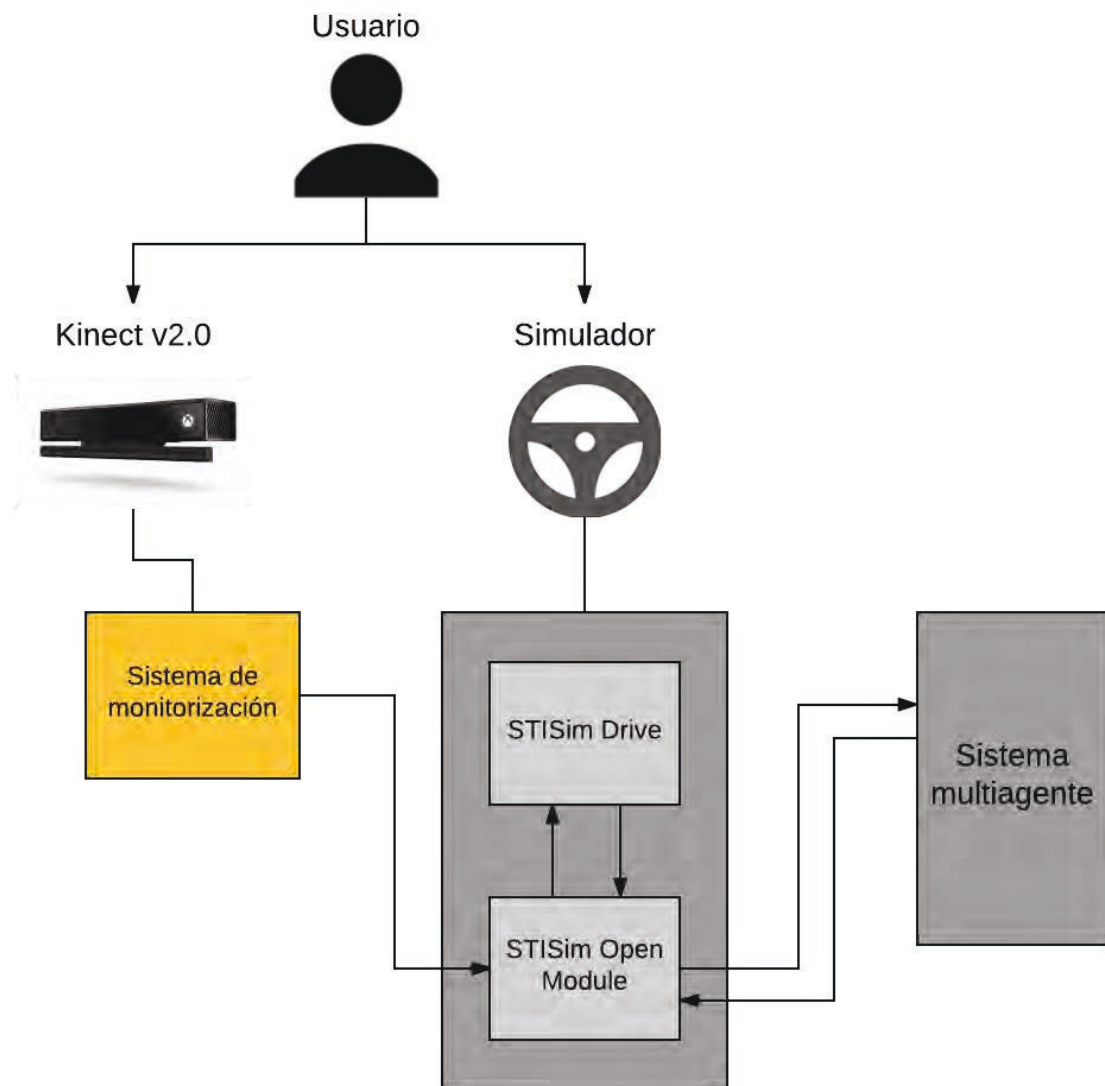 Usuario
Kinect v2.0
Simulador
Sistema de
monitorización
STISim Drive
STISim Open
Module
Sistema
multiagente